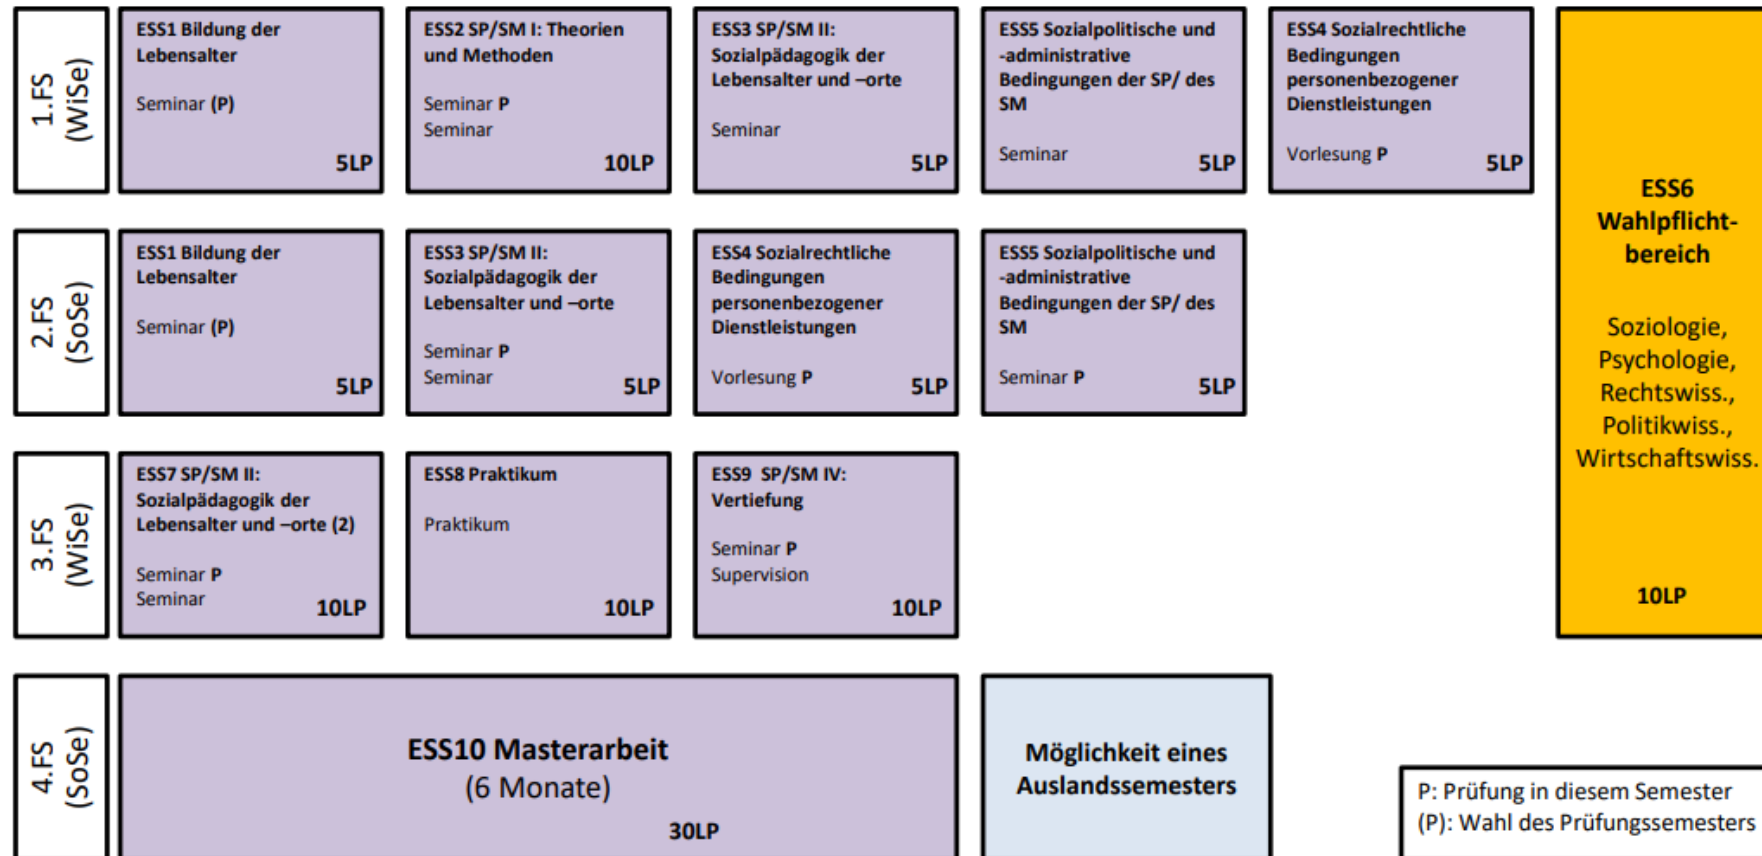 1.FS
(WiSe)
ESS1 Bildung der
Lebensalter
Seminar (P)
5LP
ESS2 SP/SM I: Theorien
und Methoden
Seminar P
Seminar
10LP
ESS3 SP/SM II:
Sozialpädagogik der
Lebensalter und –orte
Seminar
5LP
ESS5 Sozialpolitische und
-administrative
Bedingungen der SP/ des
SM
Seminar
5LP
ESS4 Sozialrechtliche
Bedingungen
personenbezogener
Dienstleistungen
Vorlesung P
5LP
ESS6
Wahlpflicht-
bereich
Soziologie,
Psychologie,
Rechtswiss.,
Politikwiss.,
Wirtschaftswiss.
10LP
2.FS
(SoSe)
ESS1 Bildung der
Lebensalter
Seminar (P)
5LP
ESS3 SP/SM II:
Sozialpädagogik der
Lebensalter und –orte
Seminar P
Seminar
5LP
ESS4 Sozialrechtliche
Bedingungen
personenbezogener
Dienstleistungen
Vorlesung P
5LP
ESS5 Sozialpolitische und
-administrative
Bedingungen der SP/ des
SM
Seminar P
5LP
3.FS
(WiSe)
ESS7 SP/SM II:
Sozialpädagogik der
Lebensalter und –orte (2)
Seminar P
Seminar
10LP
ESS8 Praktikum
Praktikum
10LP
ESS9 SP/SM IV:
Vertiefung
Seminar P
Supervision
10LP
4.FS
(SoSe)
ESS10 Masterarbeit
(6 Monate)
30LP
Möglichkeit eines
Auslandssemesters
P: Prüfung in diesem Semester
(P): Wahl des Prüfungssemesters